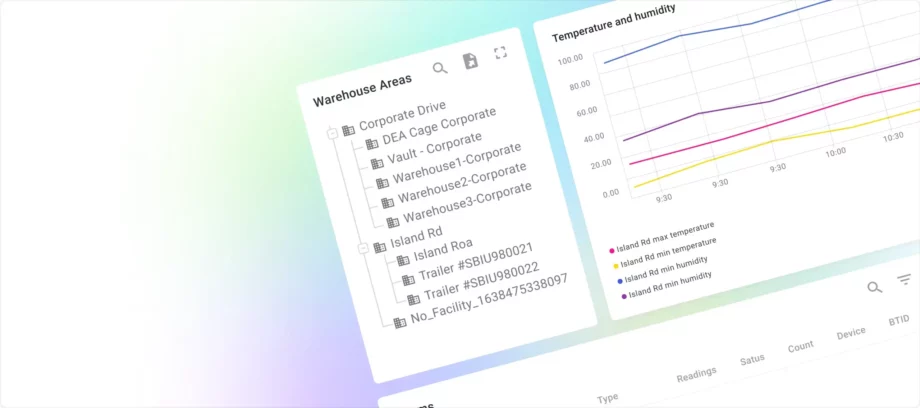 Warehouse Areas
Corporate Drive
DEA Cage Corporate
Vault - Corporate
Warehouse1-Corporate
Warehouse2-Corporate
Warehouse3-Corporate
Island Rd
Island Roa
Trailer #SBIU980021
Trailer #SBIU980022
No_Facility_1638475338097
Temperature and humidity
100.00
80.00
60.00
40.00
20.00
0.00
9:30
9:30
9:30
10:00
10:30
Island Rd max temperature
Island Rd min temperature
Island Rd min humidity
Island Rd min humidity
Type
Readings
Satus
Count
Device
BTID